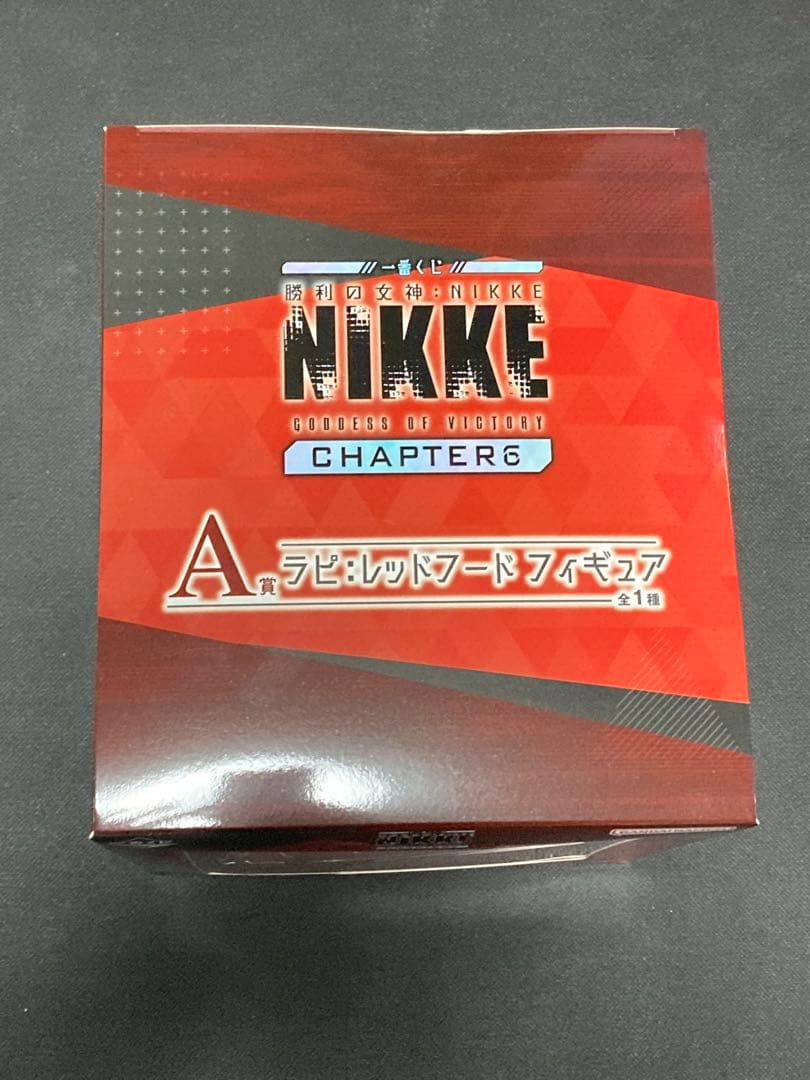 一番くじ
勝利の女神:NIKKE
NIKKE
GODDESS OF VICTORY
CHAPTER6
A賞 ラピ:レッドフード フィギュア
全1種